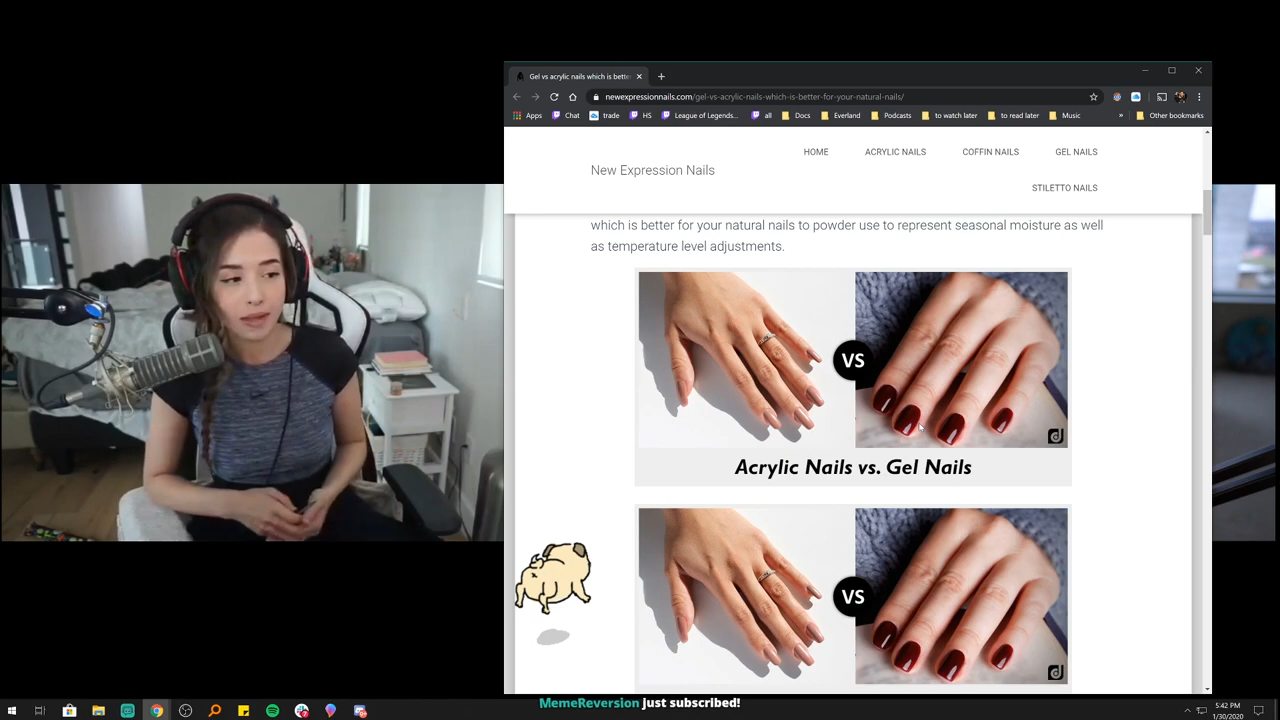 Gel vs acrylic nails which is bette
newexpressionnails.com/gel-vs-acrylic-nails-which-is-better-for-your-natural-nails/
Apps Chat trade HS League of Legends... all Docs Everland Podcasts to watch later to read later Music » Other bookmarks
HOME ACRYLIC NAILS COFFIN NAILS GEL NAILS
New Expression Nails
STILETTO NAILS
which is better for your natural nails to powder use to represent seasonal moisture as well
as temperature level adjustments.
VS
Acrylic Nails vs. Gel Nails
VS
MemeReversion just subscribed!
5:42 PM
1/30/2020